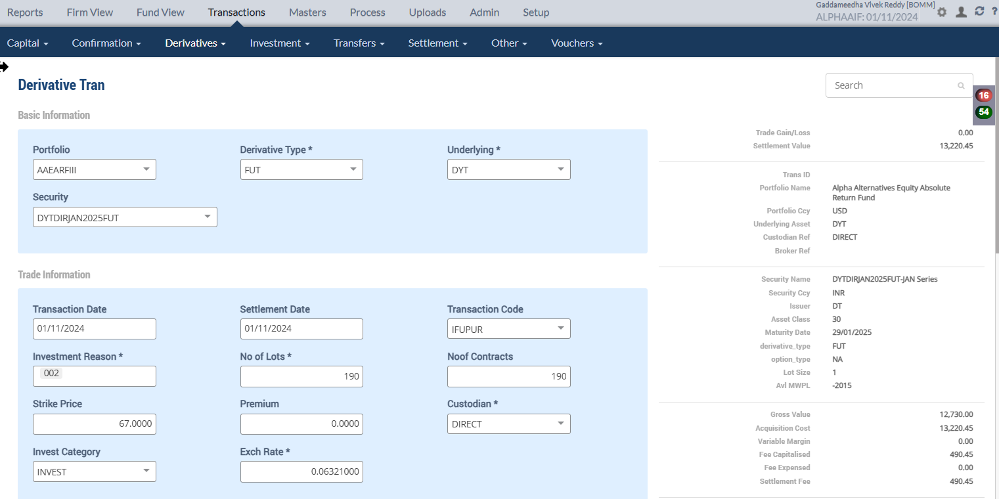 Reports Firm View Fund View Transactions Masters Process Uploads Admin Setup
Gaddameedha Vivek Reddy [BOMM]
ALPHAAIF: 01/11/2024
?
Capital Confirmation Derivatives Investment Transfers Settlement Other Vouchers
Derivative Tran
Search
16
54
Basic Information
Portfolio Derivative Type * Underlying *
AAEARFIII FUT DYT
Security
DYTDIRJAN2025FUT
Trade Information
Transaction Date Settlement Date Transaction Code
01/11/2024 01/11/2024 IFUPUR
Investment Reason * No of Lots * Noof Contracts
002 190 190
Strike Price Premium Custodian *
67.0000 0.0000 DIRECT
Invest Category Exch Rate *
INVEST 0.06321000
Trade Gain/Loss 0.00
Settlement Value 13,220.45
Trans ID
Portfolio Name Alpha Alternatives Equity Absolute
Return Fund
Portfolio Ccy USD
Underlying Asset DYT
Custodian Ref DIRECT
Broker Ref
Security Name DYTDIRJAN2025FUT-JAN Series
Security Ccy INR
Issuer DT
Asset Class 30
Maturity Date 29/01/2025
derivative_type FUT
option_type NA
Lot Size 1
Avl MWPL -2015
Gross Value 12,730.00
Acquisition Cost 13,220.45
Variable Margin 0.00
Fee Capitalised 490.45
Fee Expensed 0.00
Settlement Fee 490.45